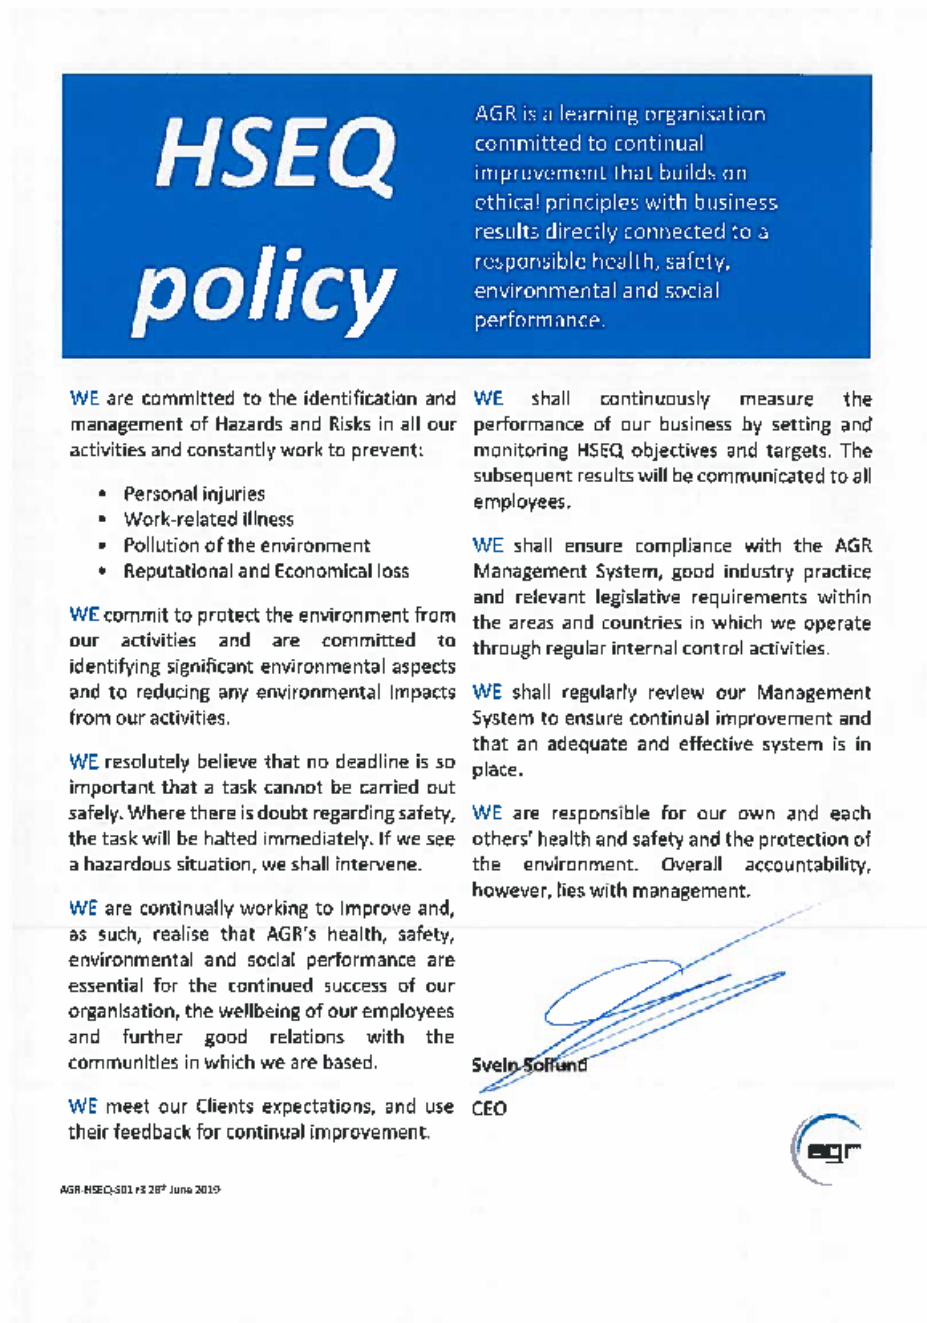 HSEQ
policy
AGR is a learning organisation
committed to continual
improvement that builds on
ethical principles with business
results directly connected to a
responsible health, safety,
environmental and social
performance.
WE are committed to the identification and
management of Hazards and Risks in all our
activities and constantly work to prevent:
• Personal injuries
• Work-related illness
• Pollution of the environment
• Reputational and Economical loss
WE commit to protect the environment from
our activities and are committed to
identifying significant environmental aspects
and to reducing any environmental impacts
from our activities.
WE resolutely believe that no deadline is so
important that a task cannot be carried out
safely. Where there is doubt regarding safety,
the task will be halted immediately. If we see
a hazardous situation, we shall intervene.
WE are continually working to improve and,
as such, realise that AGR's health, safety,
environmental and social performance are
essential for the continued success of our
organisation, the wellbeing of our employees
and further good relations with the
communities in which we are based.
WE meet our Clients expectations, and use
their feedback for continual improvement.
WE shall continuously measure the
performance of our business by setting and
monitoring HSEQ objectives and targets. The
subsequent results will be communicated to all
employees.
WE shall ensure compliance with the AGR
Management System, good industry practice
and relevant legislative requirements within
the areas and countries in which we operate
through regular internal control activities.
WE shall regularly review our Management
System to ensure continual improvement and
that an adequate and effective system is in
place.
WE are responsible for our own and each
others' health and safety and the protection of
the environment. Overall accountability,
however, lies with management.
Svein Sollund
CEO
agr
AGR-HSEQ-S01 r3 28th June 2019